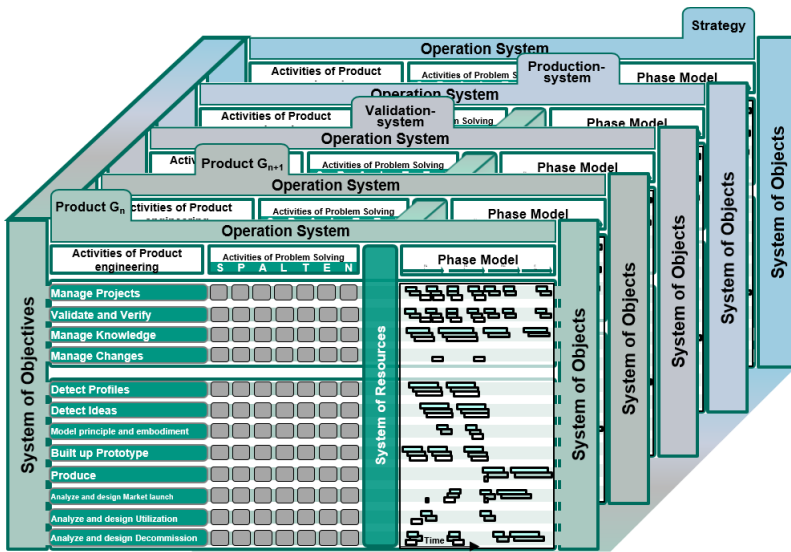 Strategy
Operation System
Activities of Product
Activities of Problem S
Phase Model
Production-
system
Operation System
Activities of Product
m Solving
Phase Model
Validation-
system
Operation System
Activ
Activities of Problem Solving
Phase Model
Product Gn+1
Operation System
Activities of Product
engineering
Activities of Problem Solving
Phase Model
Product Gn
Operation System
Activities of Product
engineering
Activities of Problem Solving
S P A L T E N
Phase Model
System of Objectives
System of Resources
System of Objects
System of Objects
System of Objects
System of Objects
System of Objects
Manage Projects
Validate and Verify
Manage Knowledge
Manage Changes
Detect Profiles
Detect Ideas
Model principle and embodiment
Built up Prototype
Produce
Analyze and design Market launch
Analyze and design Utilization
Analyze and design Decommission
Time